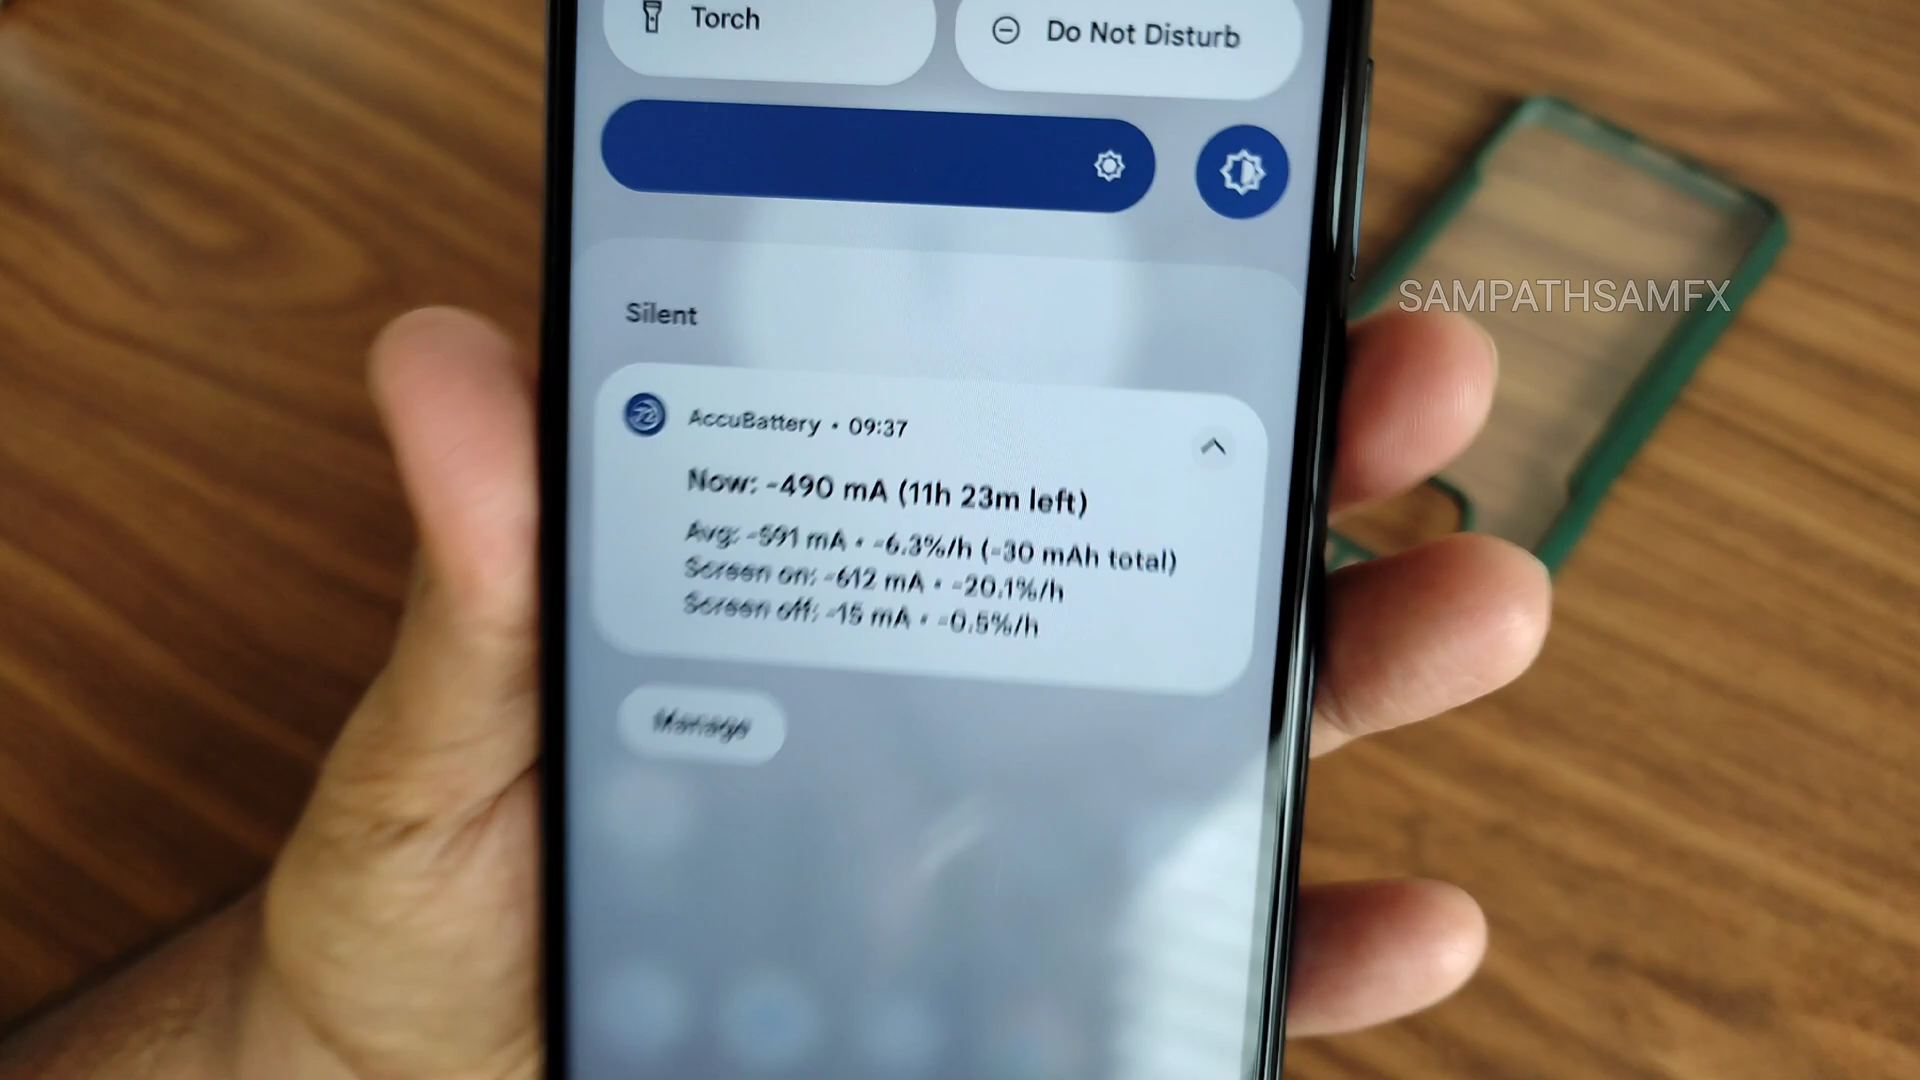 Torch
Do Not Disturb
SAMPATHSAMFX
Silent
AccuBattery • 09:37
Now: -490 mA (11h 23m left)
Avg: -591 mA • -6.3%/h (-30 mAh total)
Screen on: -612 mA • -20.1%/h
Screen off: -15 mA • -0.5%/h
Manage